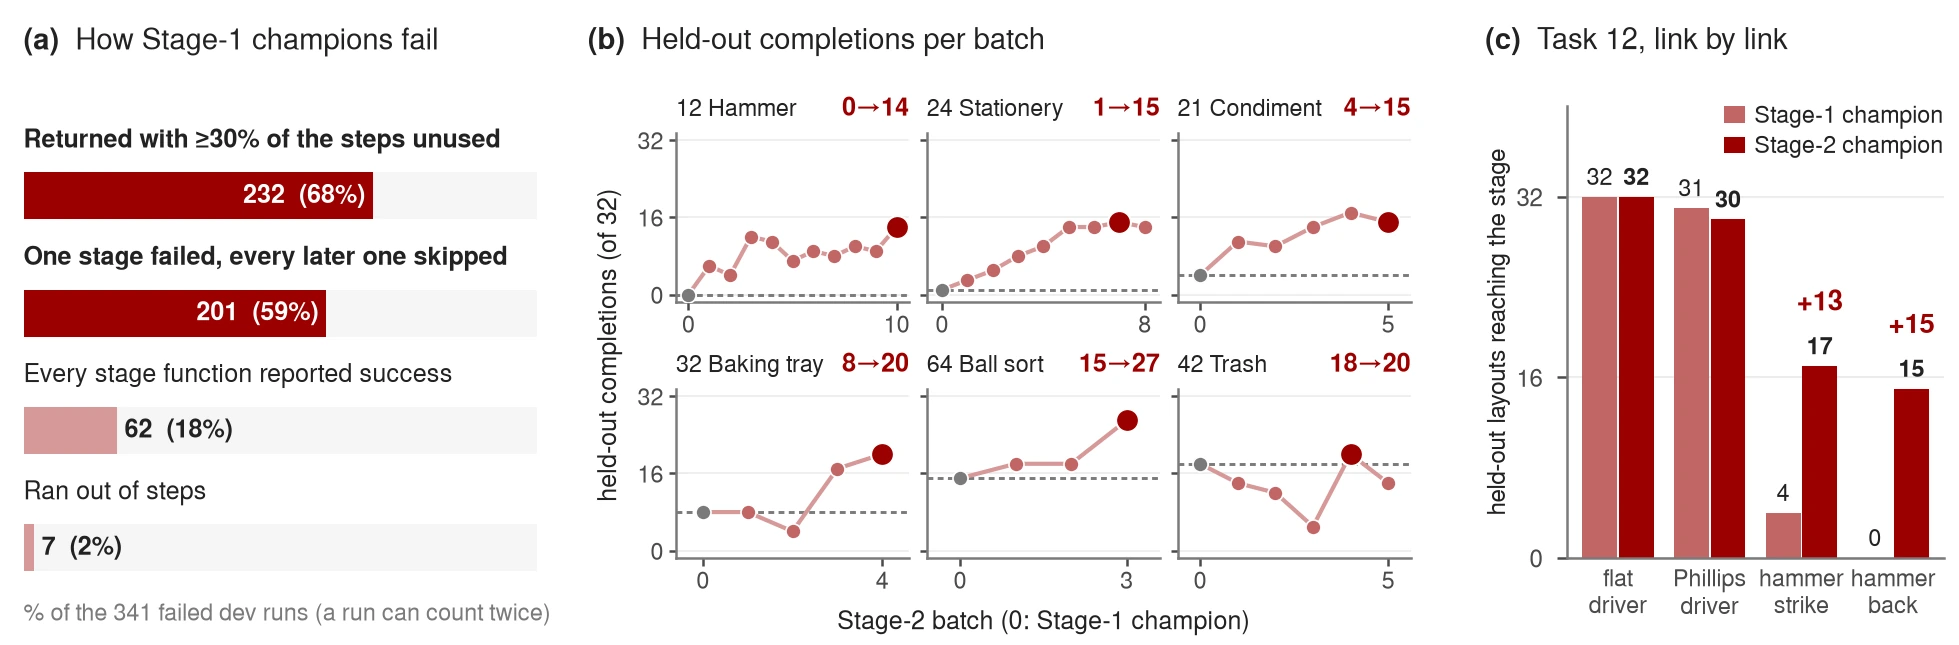 (a) How Stage-1 champions fail
Returned with ≥30% of the steps unused
232 (68%)
One stage failed, every later one skipped
201 (59%)
Every stage function reported success
62 (18%)
Ran out of steps
7 (2%)
% of the 341 failed dev runs (a run can count twice)
(b) Held-out completions per batch
held-out completions (of 32)
12 Hammer 0→14
32
16
0
0 10
24 Stationery 1→15
0 8
21 Condiment 4→15
0 5
32 Baking tray 8→20
32
16
0
0 4
64 Ball sort 15→27
0 3
42 Trash 18→20
0 5
Stage-2 batch (0: Stage-1 champion)
(c) Task 12, link by link
Stage-1 champion
Stage-2 champion
held-out layouts reaching the stage
32
16
0
32 32
31 30
+13
4 17
+15
0 15
flat driver
Phillips driver
hammer strike
hammer back